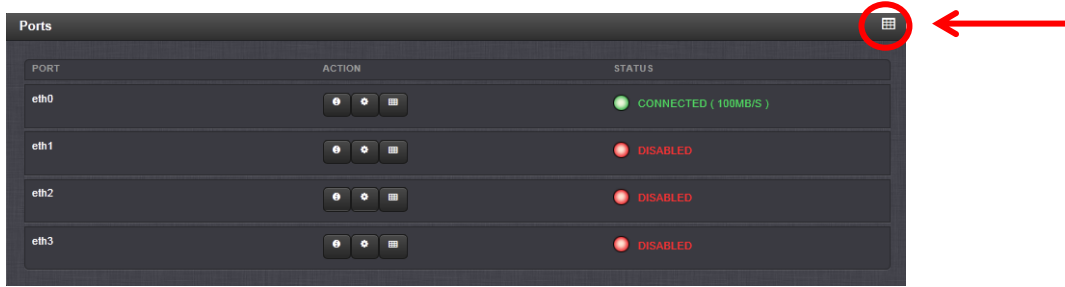 Ports
PORT ACTION STATUS
eth0 CONNECTED ( 100MB/S )
eth1 DISABLED
eth2 DISABLED
eth3 DISABLED